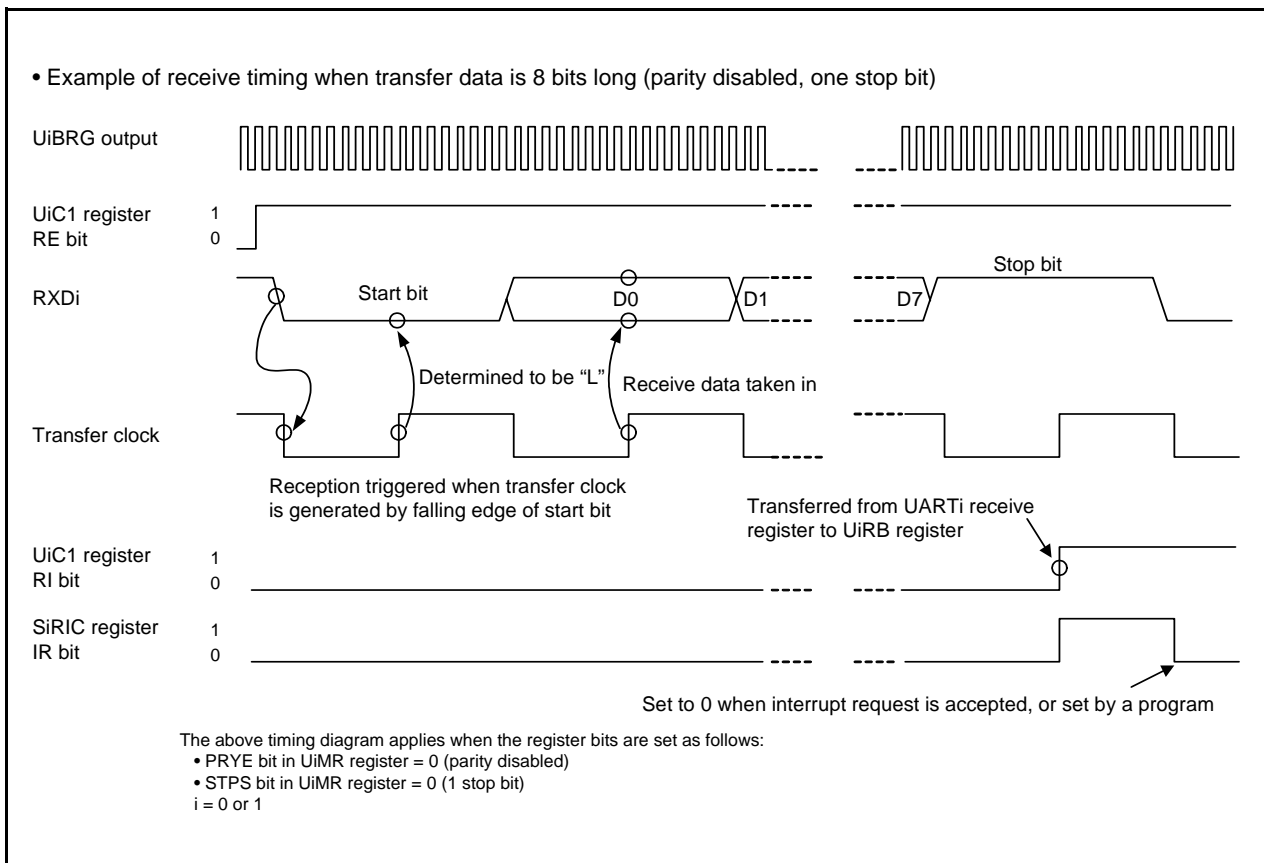 • Example of receive timing when transfer data is 8 bits long (parity disabled, one stop bit)
UiBRG output
UiC1 register
RE bit
1
0
RXDi
Start bit
D0
D1
D7
Stop bit
Determined to be “L”
Receive data taken in
Transfer clock
Reception triggered when transfer clock
is generated by falling edge of start bit
Transferred from UARTi receive
register to UiRB register
UiC1 register
RI bit
1
0
SiRIC register
IR bit
1
0
Set to 0 when interrupt request is accepted, or set by a program
The above timing diagram applies when the register bits are set as follows:
• PRYE bit in UiMR register = 0 (parity disabled)
• STPS bit in UiMR register = 0 (1 stop bit)
i = 0 or 1